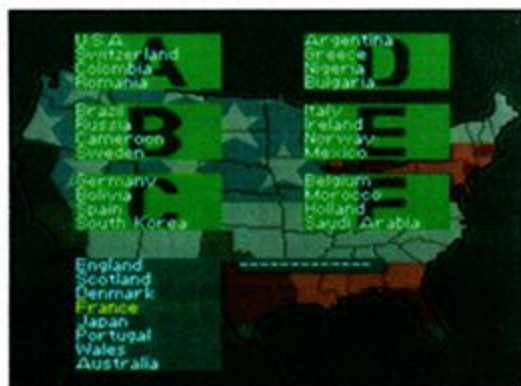 A
U.S.A.
Switzerland
Colombia
Romania
B
Brazil
Russia
Cameroon
Sweden
C
Germany
Bolivia
Spain
South Korea
D
Argentina
Greece
Nigeria
Bulgaria
E
Italy
Ireland
Norway
Mexico
F
Belgium
Morocco
Holland
Saudi Arabia
England
Scotland
Denmark
France
Japan
Portugal
Wales
Australia